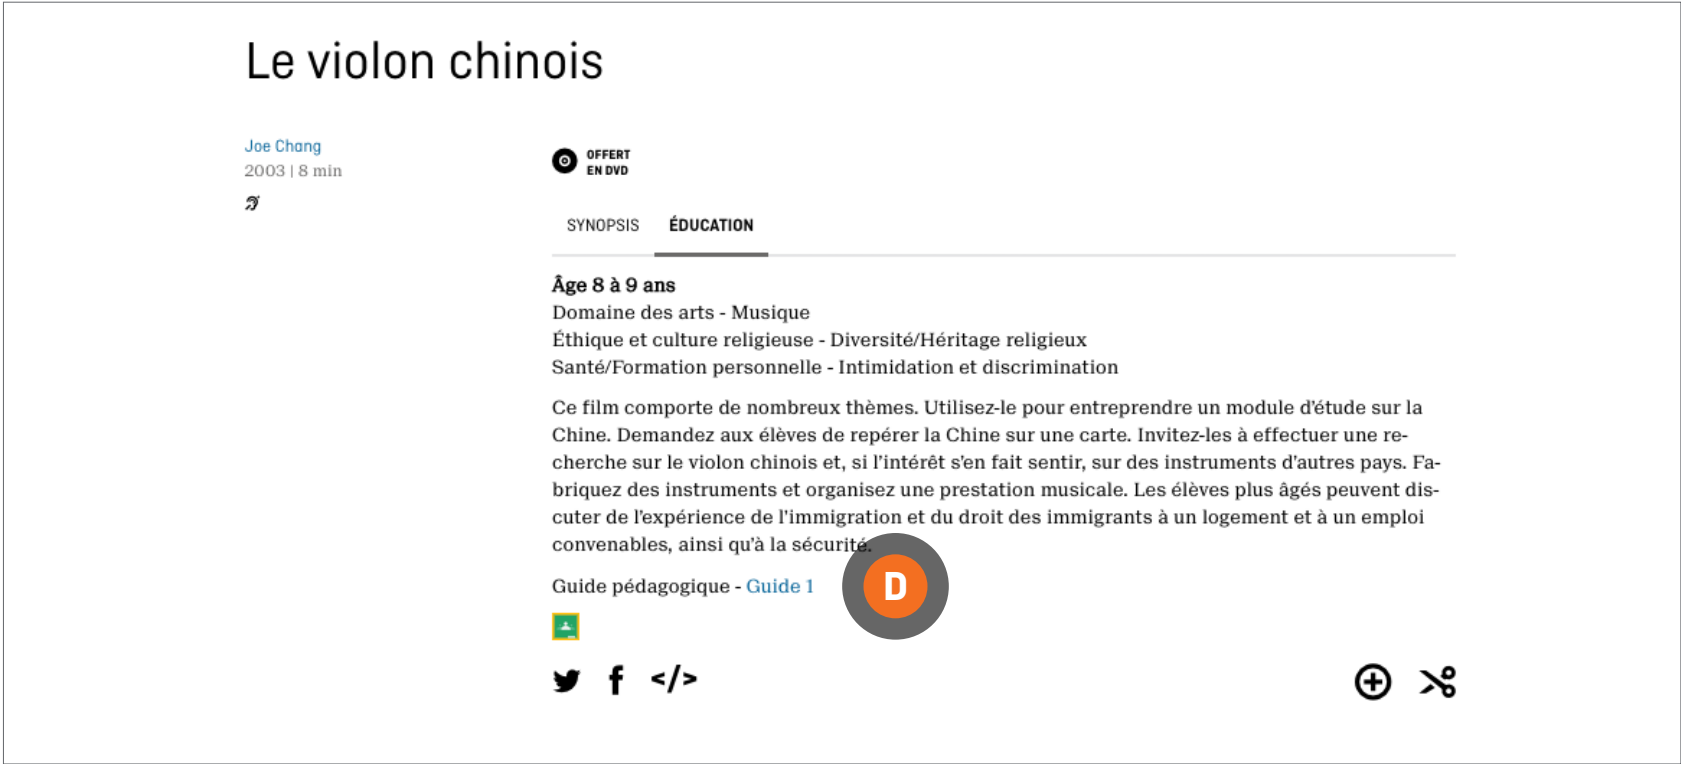 Le violon chinois
Joe Chang
2003 | 8 min
OFFERT
EN DVD
SYNOPSIS ÉDUCATION
Âge 8 à 9 ans
Domaine des arts - Musique
Éthique et culture religieuse - Diversité/Héritage religieux
Santé/Formation personnelle - Intimidation et discrimination
Ce film comporte de nombreux thèmes. Utilisez-le pour entreprendre un module d'étude sur la
Chine. Demandez aux élèves de repérer la Chine sur une carte. Invitez-les à effectuer une re-
cherche sur le violon chinois et, si l'intérêt s'en fait sentir, sur des instruments d'autres pays. Fa-
briquez des instruments et organisez une prestation musicale. Les élèves plus âgés peuvent dis-
cuter de l'expérience de l'immigration et du droit des immigrants à un logement et à un emploi
convenables, ainsi qu'à la sécurité.
Guide pédagogique - Guide 1
D